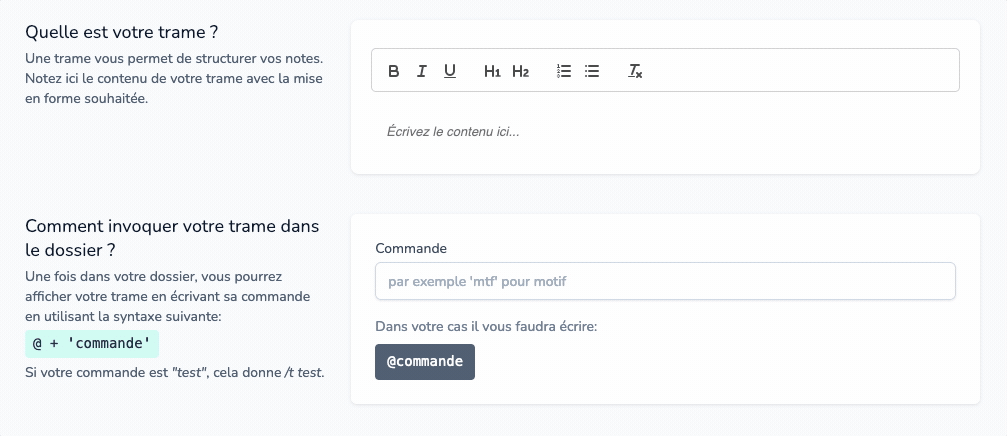 Quelle est votre trame ?
Une trame vous permet de structurer vos notes.
Notez ici le contenu de votre trame avec la mise
en forme souhaitée.
B I U H1 H2
Écrivez le contenu ici...
Comment invoquer votre trame dans
le dossier ?
Une fois dans votre dossier, vous pourrez
afficher votre trame en écrivant sa commande
en utilisant la syntaxe suivante:
@ + 'commande'
Si votre commande est "test", cela donne /t test.
Commande
par exemple 'mtf' pour motif
Dans votre cas il vous faudra écrire:
@commande